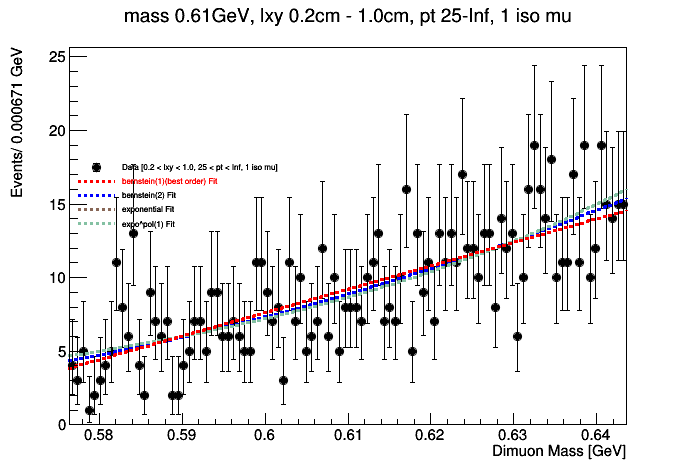 mass 0.61GeV, lxy 0.2cm - 1.0cm, pt 25-Inf, 1 iso mu
Events/ 0.000671 GeV
25
20
15
10
5
0
Data [0.2 < lxy < 1.0, 25 < pt < Inf, 1 iso mu]
bernstein(1)(best order) Fit
bernstein(2) Fit
exponential Fit
expo*pol(1) Fit
0.58 0.59 0.6 0.61 0.62 0.63 0.64
Dimuon Mass [GeV]